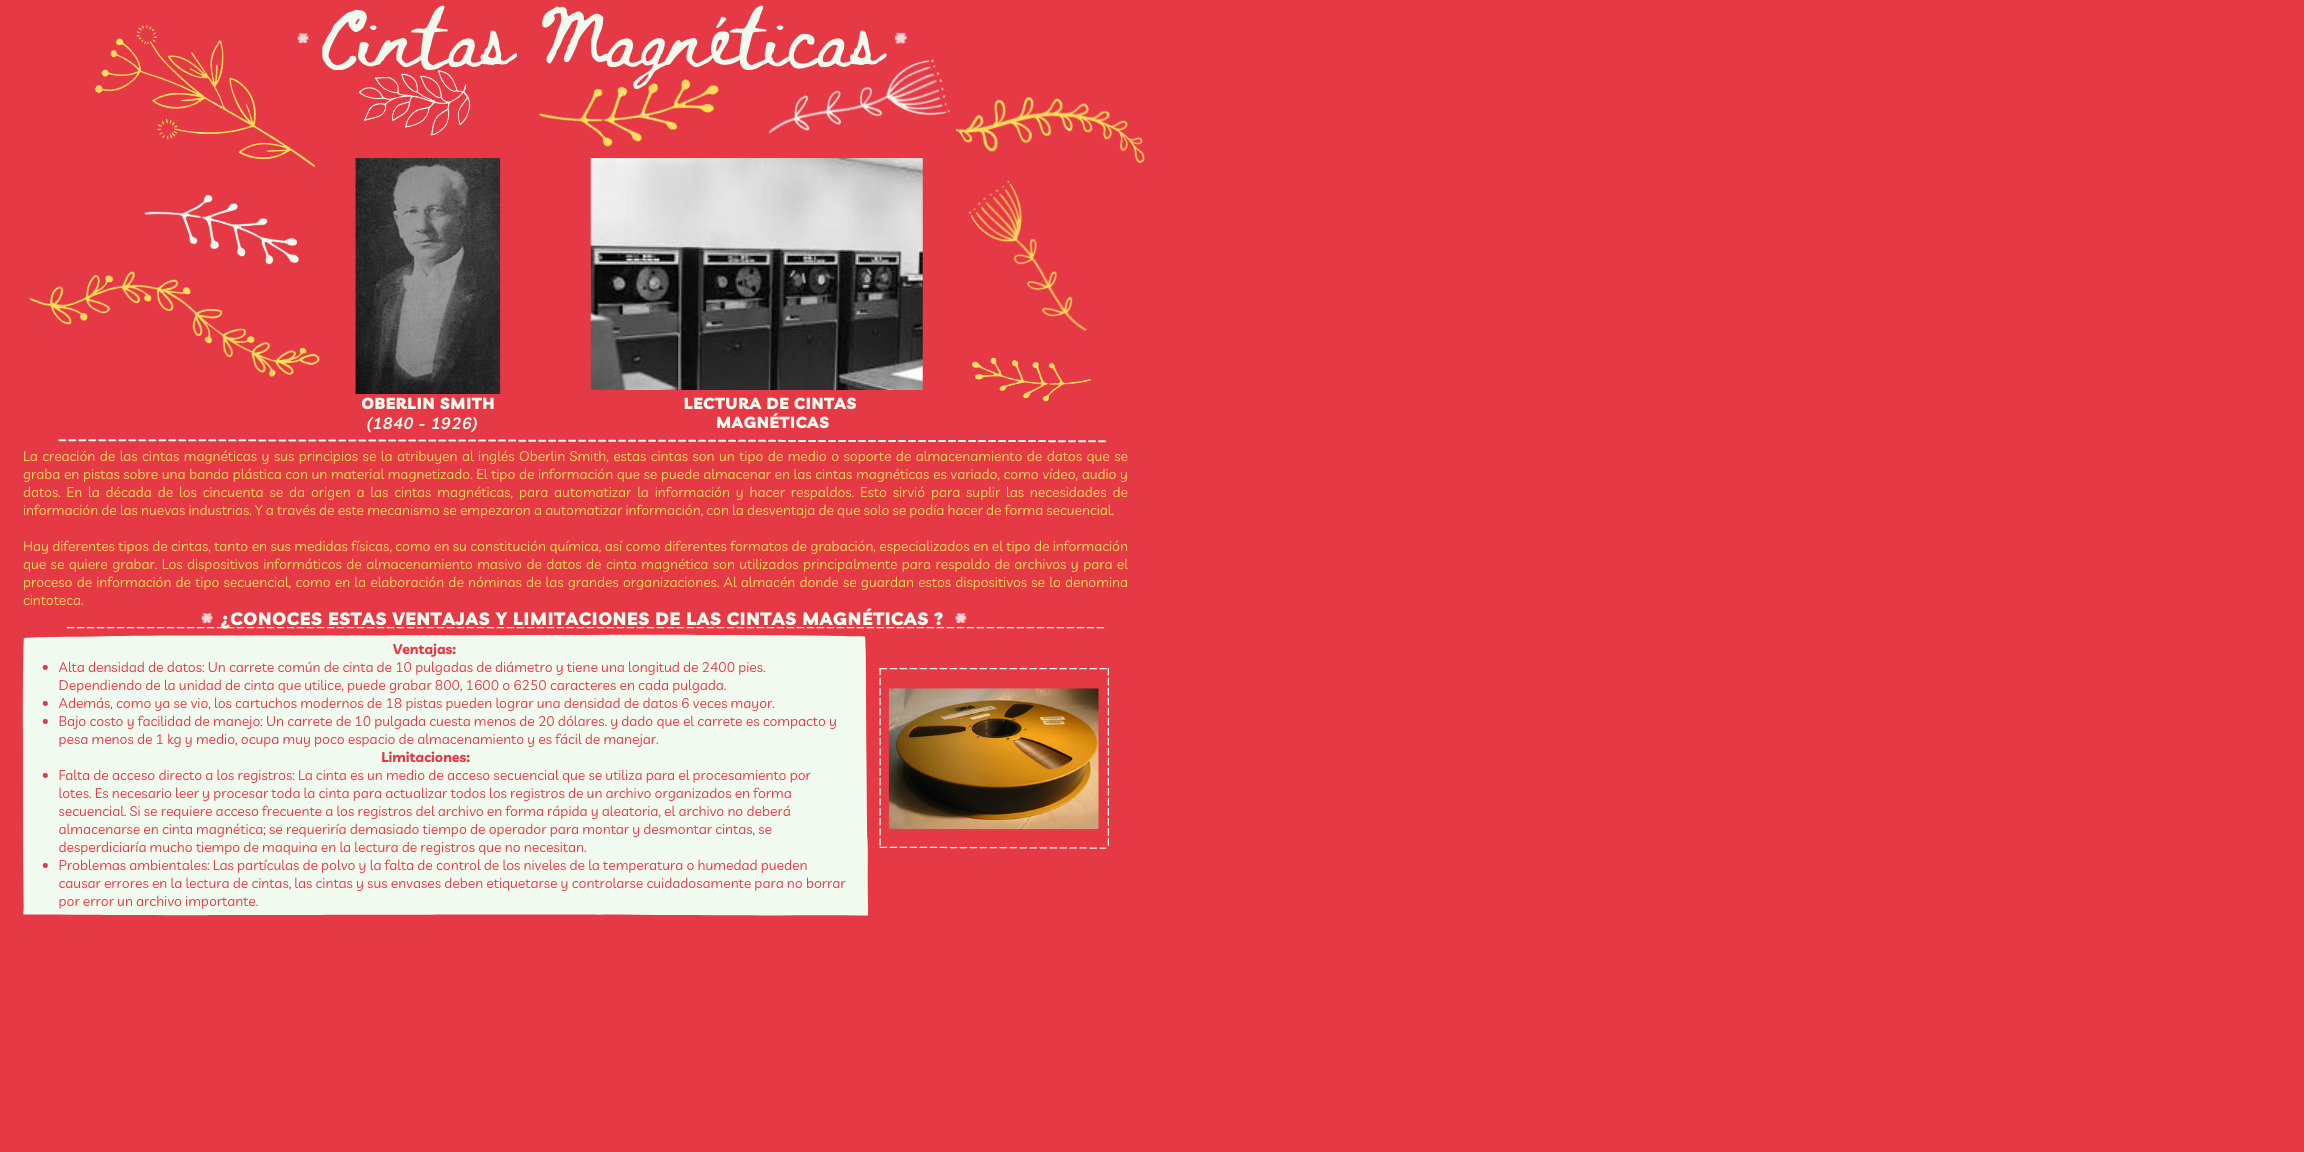 Cintas Magnéticas
OBERLIN SMITH
(1840 - 1926)
LECTURA DE CINTAS
MAGNÉTICAS
La creación de las cintas magnéticas y sus principios se la atribuyen al inglés Oberlin Smith, estas cintas son un tipo de medio o soporte de almacenamiento de datos que se
graba en pistas sobre una banda plástica con un material magnetizado. El tipo de información que se puede almacenar en las cintas magnéticas es variado, como vídeo, audio y
datos. En la década de los cincuenta se da origen a las cintas magnéticas, para automatizar la información y hacer respaldos. Esto sirvió para suplir las necesidades de
información de las nuevas industrias. Y a través de este mecanismo se empezaron a automatizar información, con la desventaja de que solo se podía hacer de forma secuencial.
Hay diferentes tipos de cintas, tanto en sus medidas físicas, como en su constitución química, así como diferentes formatos de grabación, especializados en el tipo de información
que se quiere grabar. Los dispositivos informáticos de almacenamiento masivo de datos de cinta magnética son utilizados principalmente para respaldo de archivos y para el
proceso de información de tipo secuencial, como en la elaboración de nóminas de las grandes organizaciones. Al almacén donde se guardan estos dispositivos se lo denomina
cintoteca.
¿CONOCES ESTAS VENTAJAS Y LIMITACIONES DE LAS CINTAS MAGNÉTICAS ?
Ventajas:
• Alta densidad de datos: Un carrete común de cinta de 10 pulgadas de diámetro y tiene una longitud de 2400 pies.
Dependiendo de la unidad de cinta que utilice, puede grabar 800, 1600 o 6250 caracteres en cada pulgada.
• Además, como ya se vio, los cartuchos modernos de 18 pistas pueden lograr una densidad de datos 6 veces mayor.
• Bajo costo y facilidad de manejo: Un carrete de 10 pulgada cuesta menos de 20 dólares. y dado que el carrete es compacto y
pesa menos de 1 kg y medio, ocupa muy poco espacio de almacenamiento y es fácil de manejar.
Limitaciones:
• Falta de acceso directo a los registros: La cinta es un medio de acceso secuencial que se utiliza para el procesamiento por
lotes. Es necesario leer y procesar toda la cinta para actualizar todos los registros de un archivo organizados en forma
secuencial. Si se requiere acceso frecuente a los registros del archivo en forma rápida y aleatoria, el archivo no deberá
almacenarse en cinta magnética; se requeriría demasiado tiempo de operador para montar y desmontar cintas, se
desperdiciaría mucho tiempo de maquina en la lectura de registros que no necesitan.
• Problemas ambientales: Las partículas de polvo y la falta de control de los niveles de la temperatura o humedad pueden
causar errores en la lectura de cintas, las cintas y sus envases deben etiquetarse y controlarse cuidadosamente para no borrar
por error un archivo importante.